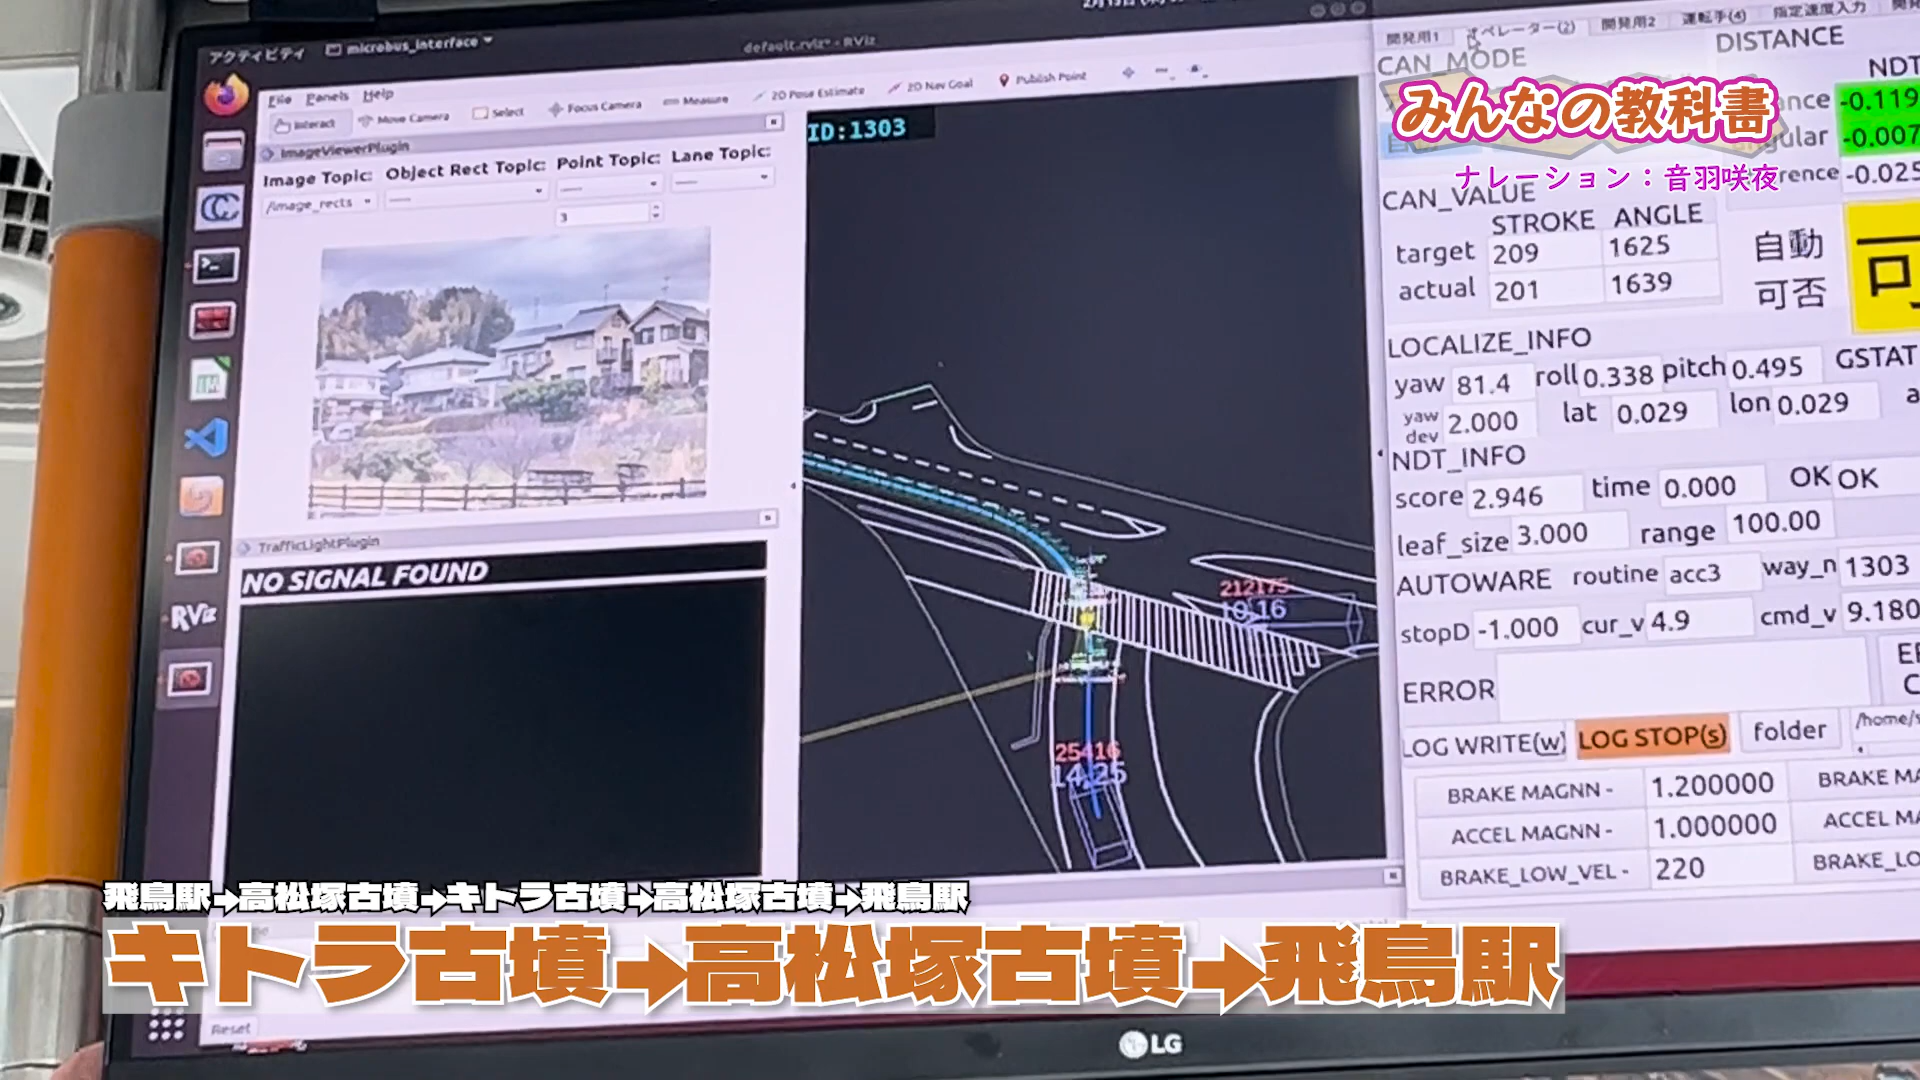 アクティビティ
microbus_interface
default.rviz* - RViz
File Panels Help
Interact Move Camera Select Focus Camera Measure 2D Pose Estimate 2D Nav Goal Publish Point
ImageViewerPlugin
Image Topic: Object Rect Topic: Point Topic: Lane Topic:
/image_rects
3
TrafficLightPlugin
NO SIGNAL FOUND
RViz
Reset
ID:1303
212175
10.16
25416
14.25
開発用1 オペレーター(2) 開発用2 運転手(4) 指定速度入力
CAN_MODE
DISTANCE
NDT
みんなの教科書
ナレーション：音羽咲夜
-0.119
-0.007
-0.025
CAN_VALUE
STROKE ANGLE
target 209 1625
actual 201 1639
自動
可否
可
LOCALIZE_INFO
yaw 81.4 roll 0.338 pitch 0.495 GSTAT
yaw dev 2.000 lat 0.029 lon 0.029
NDT_INFO
score 2.946 time 0.000 OK OK
leaf_size 3.000 range 100.00
AUTOWARE routine acc3 way_n 1303
stopD -1.000 cur_v 4.9 cmd_v 9.180
ERROR
LOG WRITE(w) LOG STOP(s) folder /home/s
BRAKE MAGNN - 1.200000 BRAKE MA
ACCEL MAGNN - 1.000000 ACCEL MA
BRAKE_LOW_VEL - 220 BRAKE_LO
飛鳥駅→高松塚古墳→キトラ古墳→高松塚古墳→飛鳥駅
キトラ古墳→高松塚古墳→飛鳥駅
LG